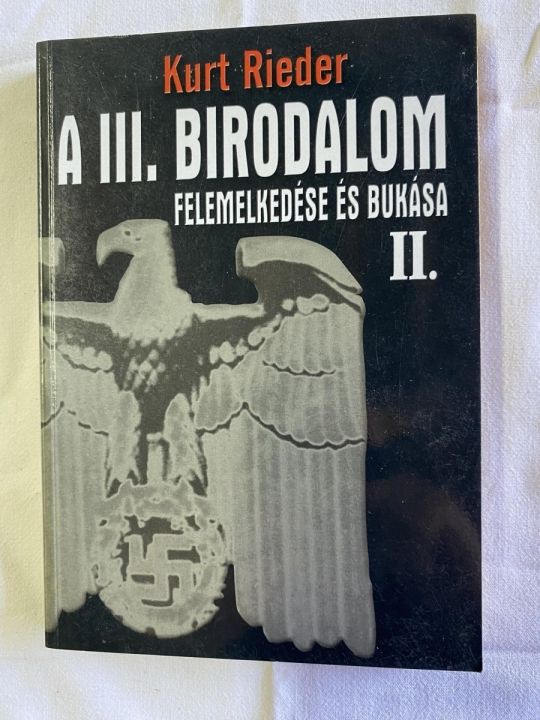 Kurt Rieder
A III. BIRODALOM
FELEMELKEDÉSE ÉS BUKÁSA
II.